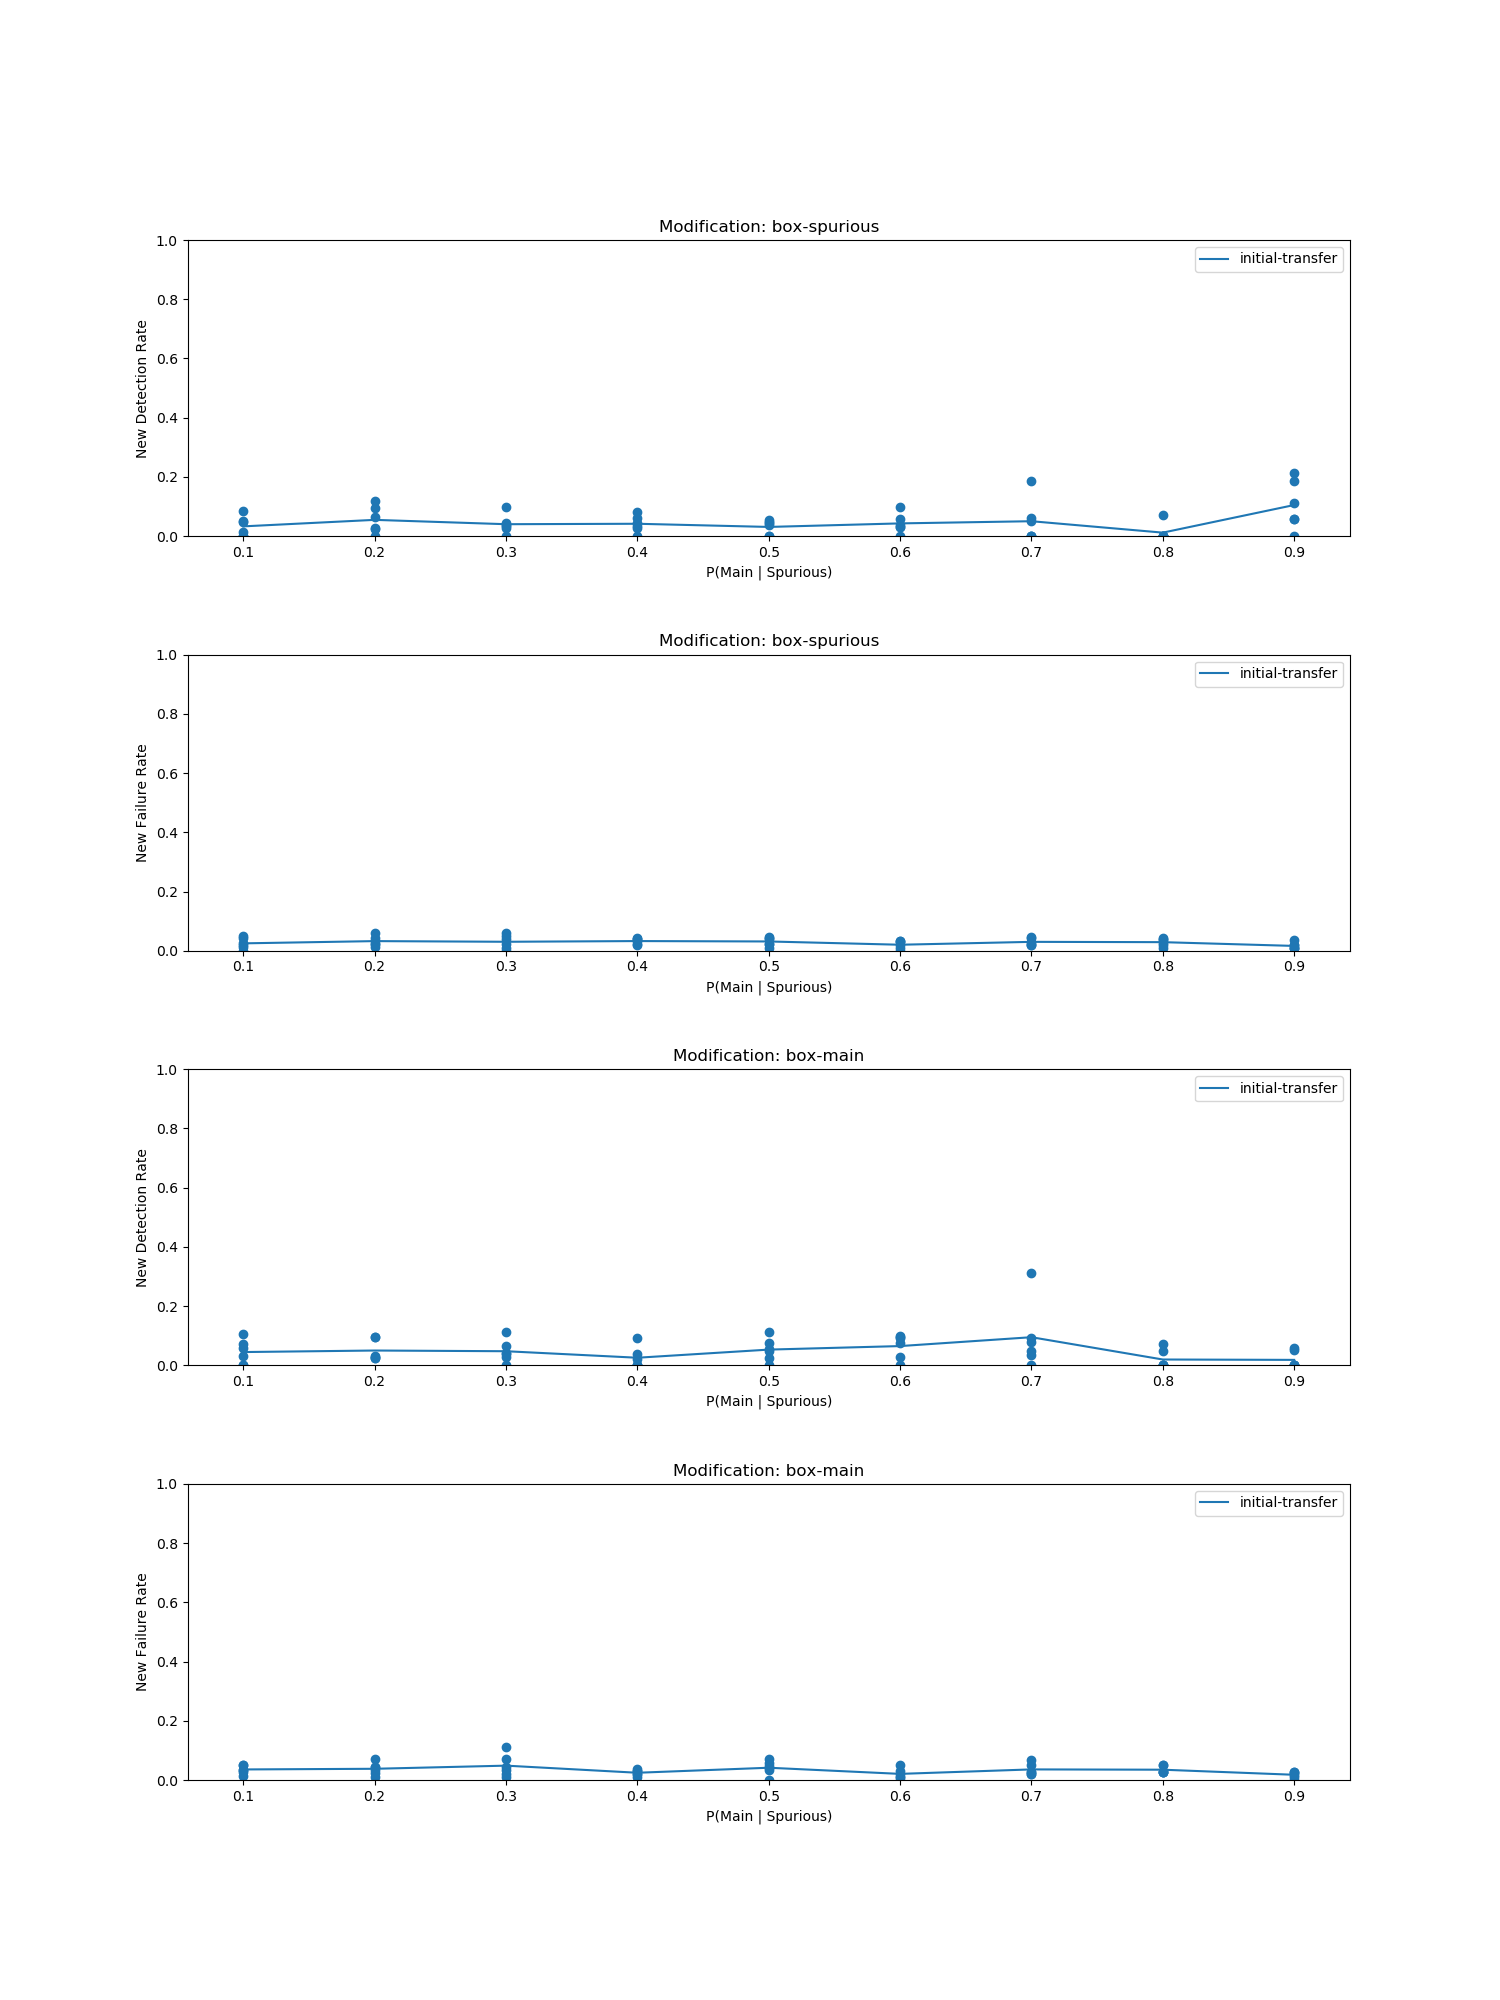 Modification: box-spurious
1.0
initial-transfer
0.8
0.6
New Detection Rate
0.4
0.2
0.0
0.1 0.2 0.3 0.4 0.5 0.6 0.7 0.8 0.9
P(Main | Spurious)
Modification: box-spurious
1.0
initial-transfer
0.8
0.6
New Failure Rate
0.4
0.2
0.0
0.1 0.2 0.3 0.4 0.5 0.6 0.7 0.8 0.9
P(Main | Spurious)
Modification: box-main
1.0
initial-transfer
0.8
0.6
New Detection Rate
0.4
0.2
0.0
0.1 0.2 0.3 0.4 0.5 0.6 0.7 0.8 0.9
P(Main | Spurious)
Modification: box-main
1.0
initial-transfer
0.8
0.6
New Failure Rate
0.4
0.2
0.0
0.1 0.2 0.3 0.4 0.5 0.6 0.7 0.8 0.9
P(Main | Spurious)